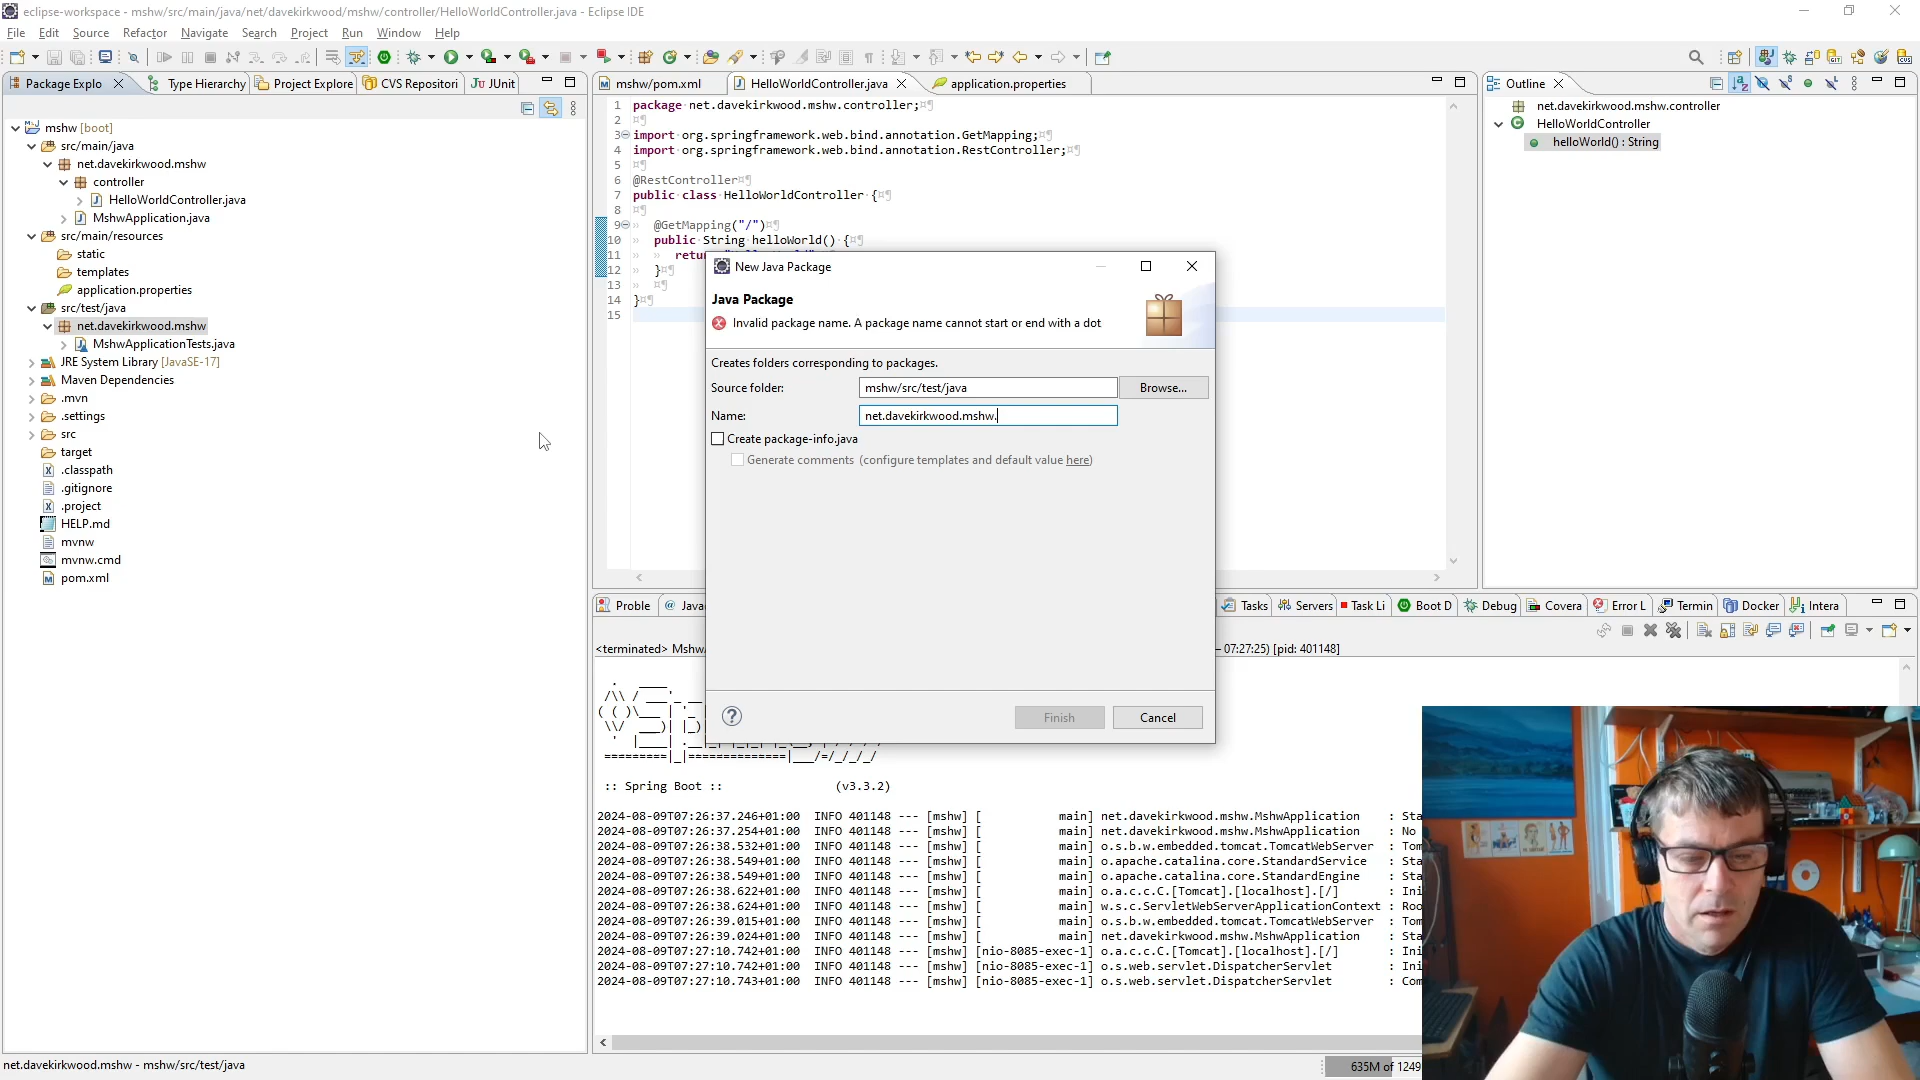 eclipse-workspace - mshw/src/main/java/net/davekirkwood/mshw/controller/HelloWorldController.java - Eclipse IDE
File Edit Source Refactor Navigate Search Project Run Window Help
Package Explo Type Hierarchy Project Explore CVS Repositori JUnit
mshw/pom.xml HelloWorldController.java application.properties
Outline
mshw [boot]
src/main/java
net.davekirkwood.mshw
controller
HelloWorldController.java
MshwApplication.java
src/main/resources
static
templates
application.properties
src/test/java
net.davekirkwood.mshw
MshwApplicationTests.java
JRE System Library [JavaSE-17]
Maven Dependencies
.mvn
.settings
src
target
.classpath
.gitignore
.project
HELP.md
mvnw
mvnw.cmd
pom.xml
1 package net.davekirkwood.mshw.controller;
2
3 import org.springframework.web.bind.annotation.GetMapping;
4 import org.springframework.web.bind.annotation.RestController;
5
6 @RestController
7 public class HelloWorldController {
8
9 @GetMapping("/")
10 public String helloWorld() {
11
12 }
13
14 }
15
net.davekirkwood.mshw.controller
HelloWorldController
helloWorld() : String
New Java Package
Java Package
Invalid package name. A package name cannot start or end with a dot
Creates folders corresponding to packages.
Source folder: mshw/src/test/java Browse...
Name: net.davekirkwood.mshw.
Create package-info.java
Generate comments (configure templates and default value here)
Finish Cancel
Proble Java Tasks Servers Task Li Boot D Debug Covera Error L Termin Docker Intera
<terminated> Mshw – 07:27:25) [pid: 401148]
:: Spring Boot :: (v3.3.2)
2024-08-09T07:26:37.246+01:00 INFO 401148 --- [mshw] [ main] net.davekirkwood.mshw.MshwApplication : Sta
2024-08-09T07:26:37.254+01:00 INFO 401148 --- [mshw] [ main] net.davekirkwood.mshw.MshwApplication : No
2024-08-09T07:26:38.532+01:00 INFO 401148 --- [mshw] [ main] o.s.b.w.embedded.tomcat.TomcatWebServer : Tom
2024-08-09T07:26:38.549+01:00 INFO 401148 --- [mshw] [ main] o.apache.catalina.core.StandardService : Sta
2024-08-09T07:26:38.549+01:00 INFO 401148 --- [mshw] [ main] o.apache.catalina.core.StandardEngine : Sta
2024-08-09T07:26:38.622+01:00 INFO 401148 --- [mshw] [ main] o.a.c.c.C.[Tomcat].[localhost].[/] : Ini
2024-08-09T07:26:38.624+01:00 INFO 401148 --- [mshw] [ main] w.s.c.ServletWebServerApplicationContext : Roo
2024-08-09T07:26:39.015+01:00 INFO 401148 --- [mshw] [ main] o.s.b.w.embedded.tomcat.TomcatWebServer : Tom
2024-08-09T07:26:39.024+01:00 INFO 401148 --- [mshw] [ main] net.davekirkwood.mshw.MshwApplication : Sta
2024-08-09T07:27:10.742+01:00 INFO 401148 --- [mshw] [nio-8085-exec-1] o.a.c.c.C.[Tomcat].[localhost].[/] : Ini
2024-08-09T07:27:10.742+01:00 INFO 401148 --- [mshw] [nio-8085-exec-1] o.s.web.servlet.DispatcherServlet : Ini
2024-08-09T07:27:10.743+01:00 INFO 401148 --- [mshw] [nio-8085-exec-1] o.s.web.servlet.DispatcherServlet : Com
net.davekirkwood.mshw - mshw/src/test/java
635M of 1249